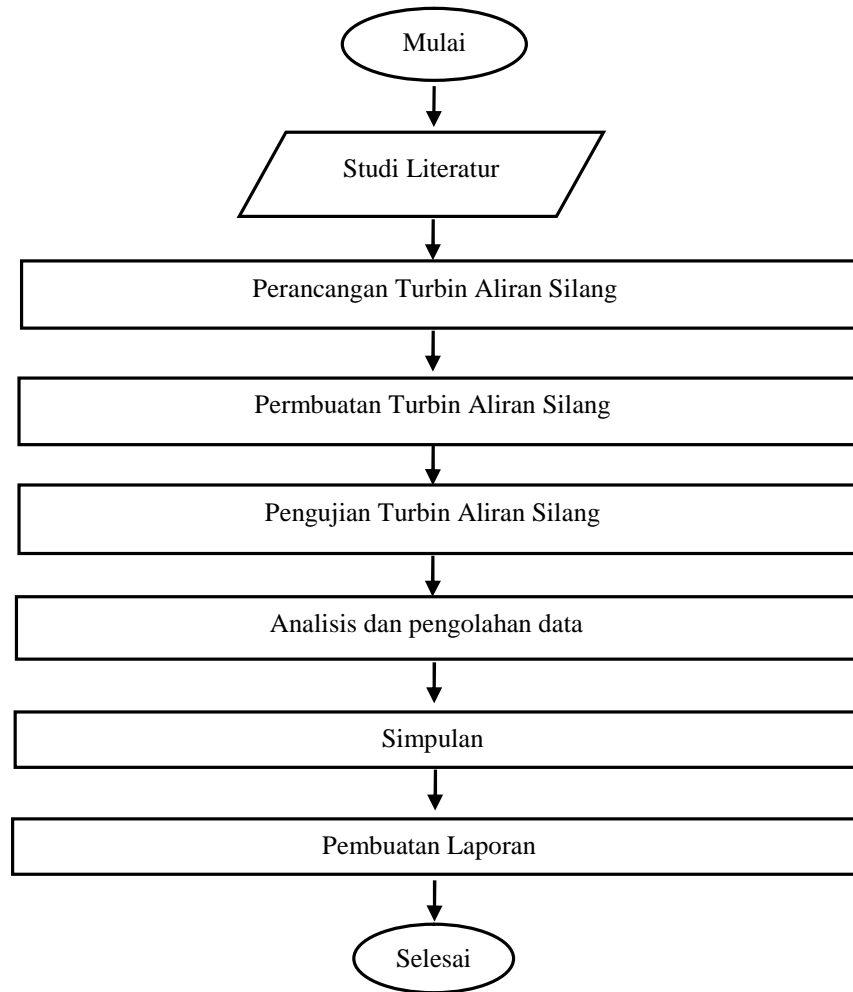 Mulai
Studi Literatur
Perancangan Turbin Aliran Silang
Permbuatan Turbin Aliran Silang
Pengujian Turbin Aliran Silang
Analisis dan pengolahan data
Simpulan
Pembuatan Laporan
Selesai